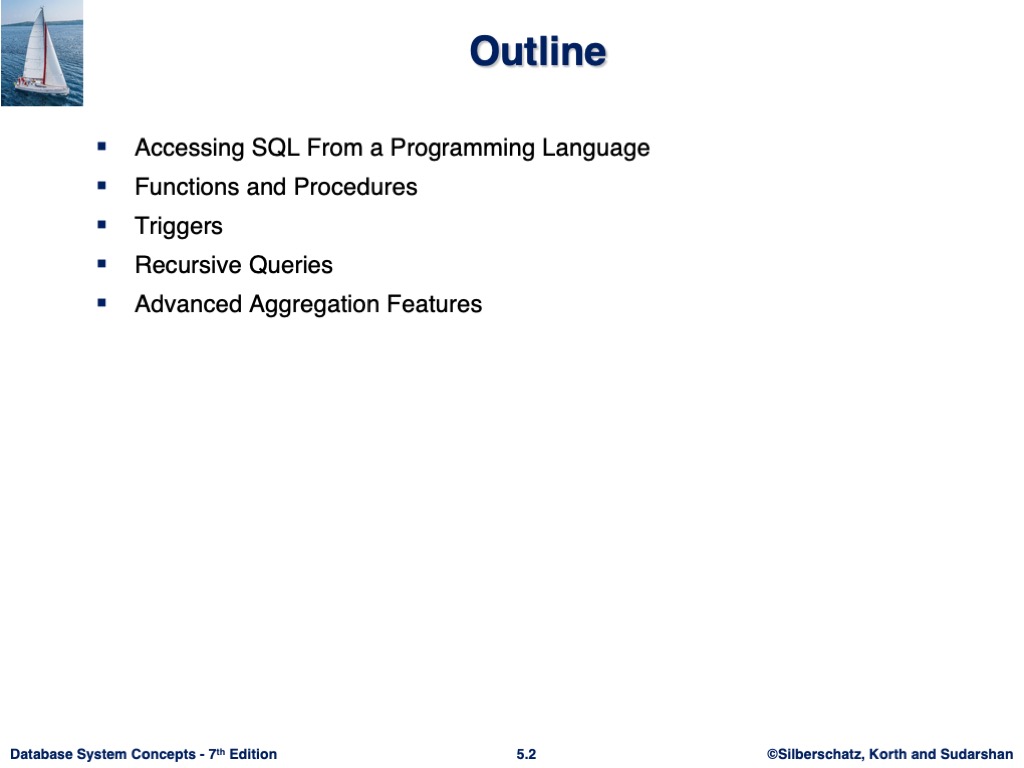 Outline
▪ Accessing SQL From a Programming Language
▪ Functions and Procedures
▪ Triggers
▪ Recursive Queries
▪ Advanced Aggregation Features
Database System Concepts - 7th Edition 5.2 ©Silberschatz, Korth and Sudarshan